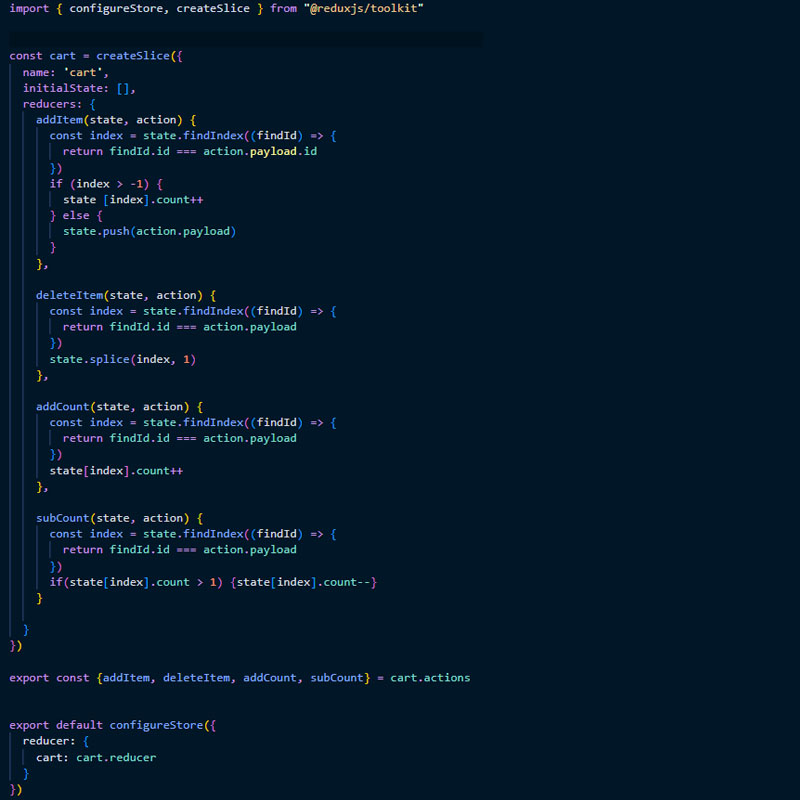 import { configureStore, createSlice } from "@reduxjs/toolkit"
const cart = createSlice({
name: 'cart',
initialState: [],
reducers: {
addItem(state, action) {
const index = state.findIndex((findId) => {
return findId.id === action.payload.id
})
if (index > -1) {
state [index].count++
} else {
state.push(action.payload)
}
},
deleteItem(state, action) {
const index = state.findIndex((findId) => {
return findId.id === action.payload
})
state.splice(index, 1)
},
addCount(state, action) {
const index = state.findIndex((findId) => {
return findId.id === action.payload
})
state[index].count++
},
subCount(state, action) {
const index = state.findIndex((findId) => {
return findId.id === action.payload
})
if(state[index].count > 1) {state[index].count--}
}
}
})
export const {addItem, deleteItem, addCount, subCount} = cart.actions
export default configureStore({
reducer: {
cart: cart.reducer
}
})